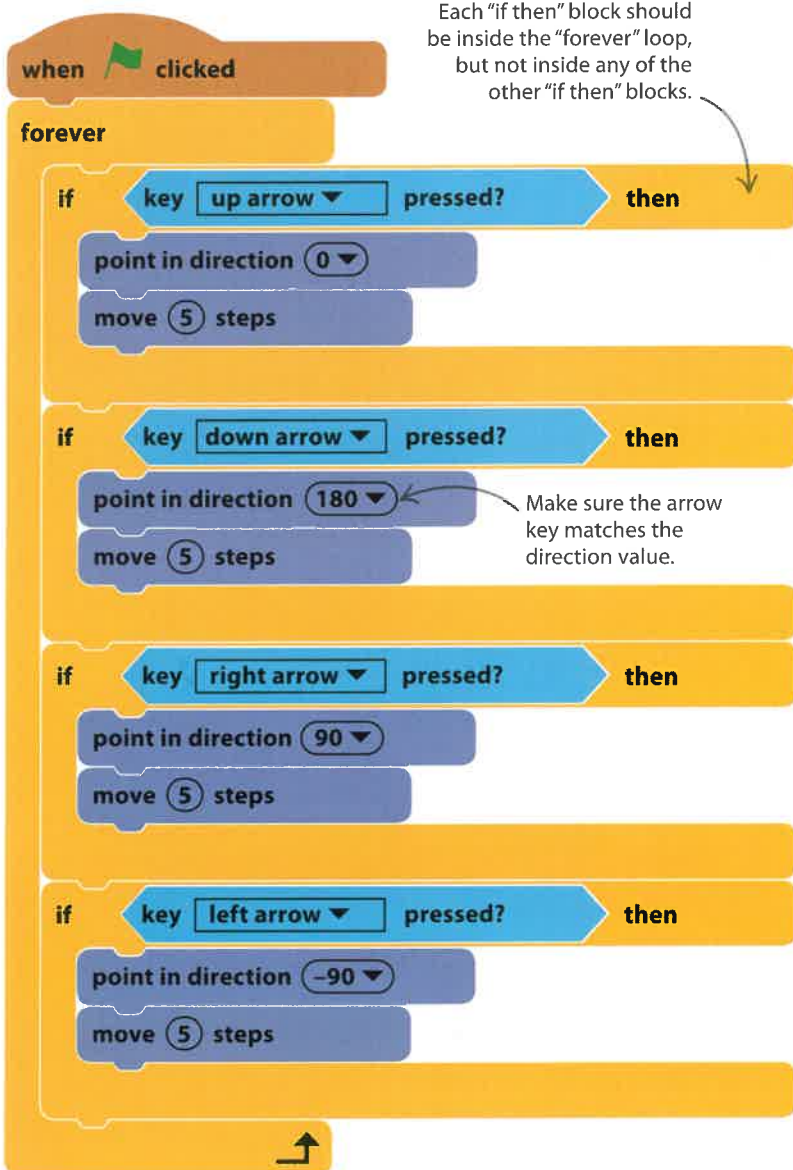 Each “if then” block should
be inside the “forever” loop,
but not inside any of the
other “if then” blocks.
when clicked
forever
if key up arrow pressed? then
point in direction 0
move 5 steps
if key down arrow pressed? then
point in direction 180
move 5 steps
Make sure the arrow
key matches the
direction value.
if key right arrow pressed? then
point in direction 90
move 5 steps
if key left arrow pressed? then
point in direction –90
move 5 steps